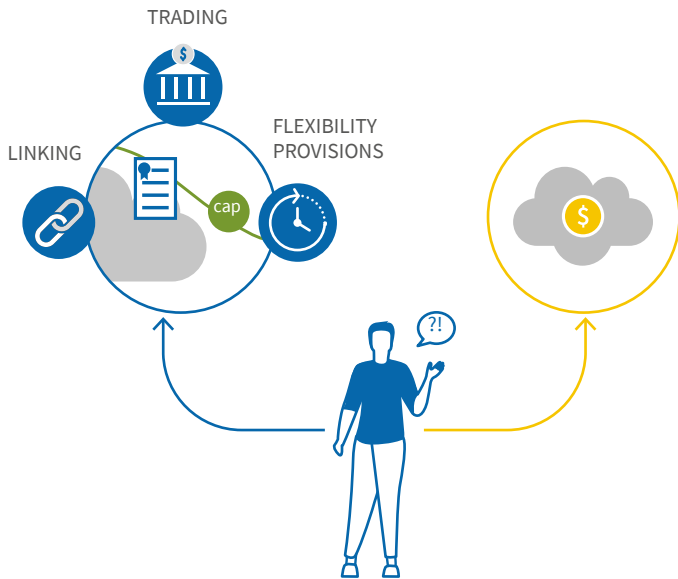 TRADING
$
LINKING
FLEXIBILITY
PROVISIONS
cap
$
?!